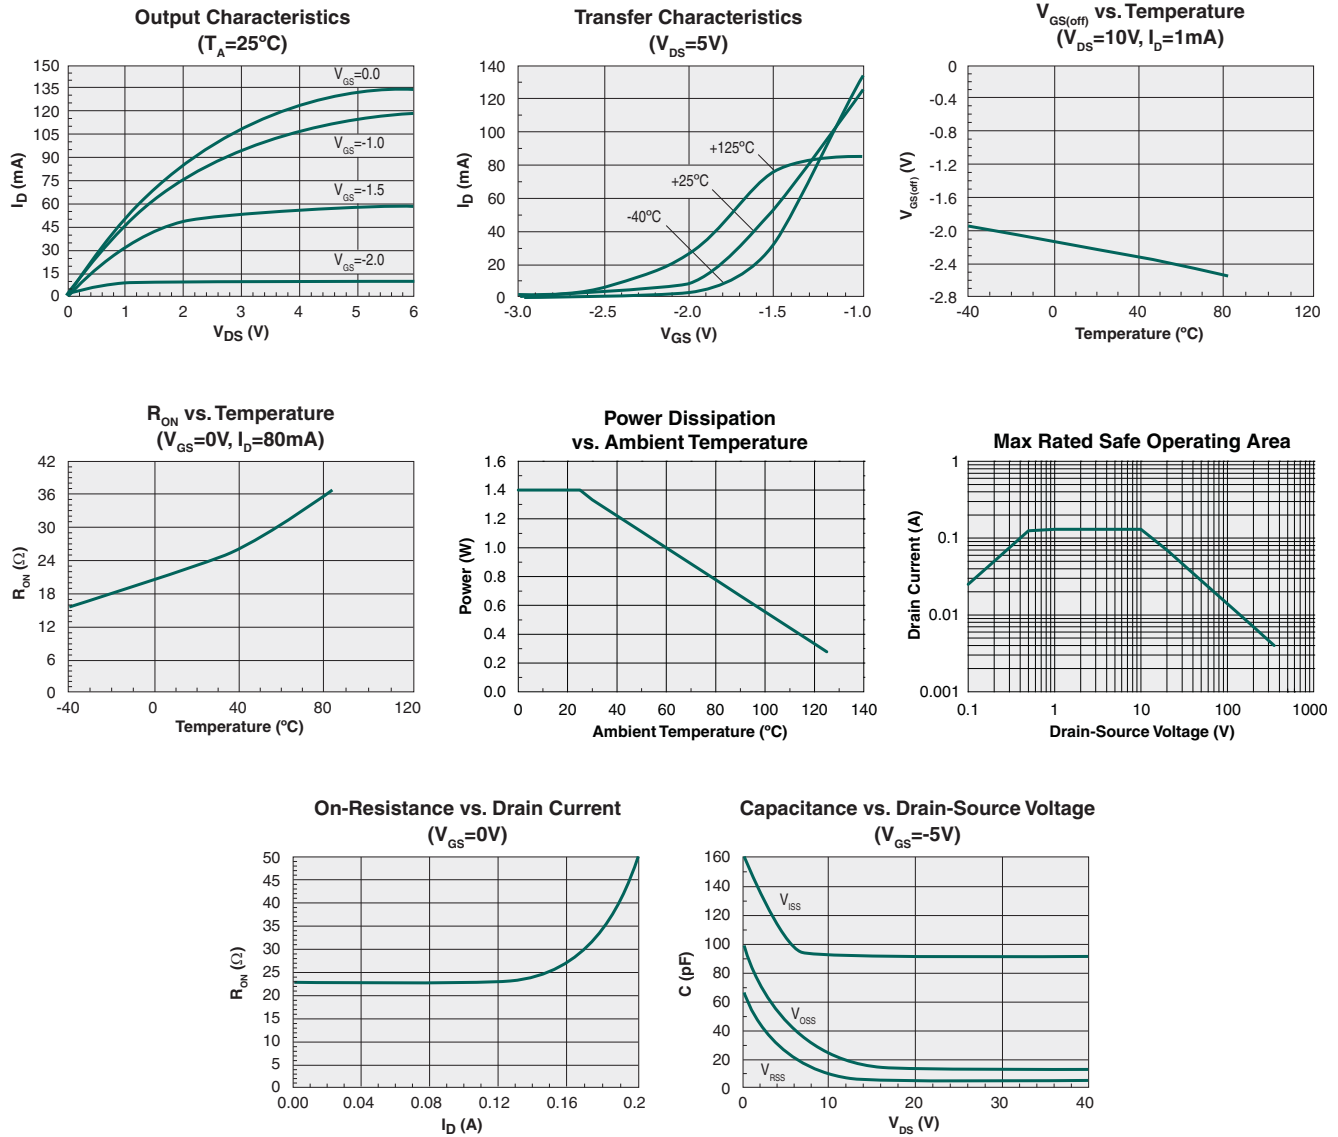 Output Characteristics
(TA=25ºC)
150
135
120
105
90
75
60
45
30
15
0
ID (mA)
VGS=0.0
VGS=-1.0
VGS=-1.5
VGS=-2.0
0 1 2 3 4 5 6
VDS (V)
Transfer Characteristics
(VDS=5V)
140
120
100
80
60
40
20
0
ID (mA)
+125ºC
+25ºC
-40ºC
-3.0 -2.5 -2.0 -1.5 -1.0
VGS (V)
VGS(off) vs. Temperature
(VDS=10V, ID=1mA)
0
-0.4
-0.8
-1.2
-1.6
-2.0
-2.4
-2.8
VGS(off) (V)
-40 0 40 80 120
Temperature (ºC)
RON vs. Temperature
(VGS=0V, ID=80mA)
42
36
30
24
18
12
6
0
RON (Ω)
-40 0 40 80 120
Temperature (ºC)
Power Dissipation
vs. Ambient Temperature
1.6
1.4
1.2
1.0
0.8
0.6
0.4
0.2
0.0
Power (W)
0 20 40 60 80 100 120 140
Ambient Temperature (ºC)
Max Rated Safe Operating Area
1
0.1
0.01
0.001
Drain Current (A)
0.1 1 10 100 1000
Drain-Source Voltage (V)
On-Resistance vs. Drain Current
(VGS=0V)
50
45
40
35
30
25
20
15
10
5
0
RON (Ω)
0.00 0.04 0.08 0.12 0.16 0.2
ID (A)
Capacitance vs. Drain-Source Voltage
(VGS=-5V)
160
140
120
100
80
60
40
20
0
C (pF)
VISS
VOSS
VRSS
0 10 20 30 40
VDS (V)